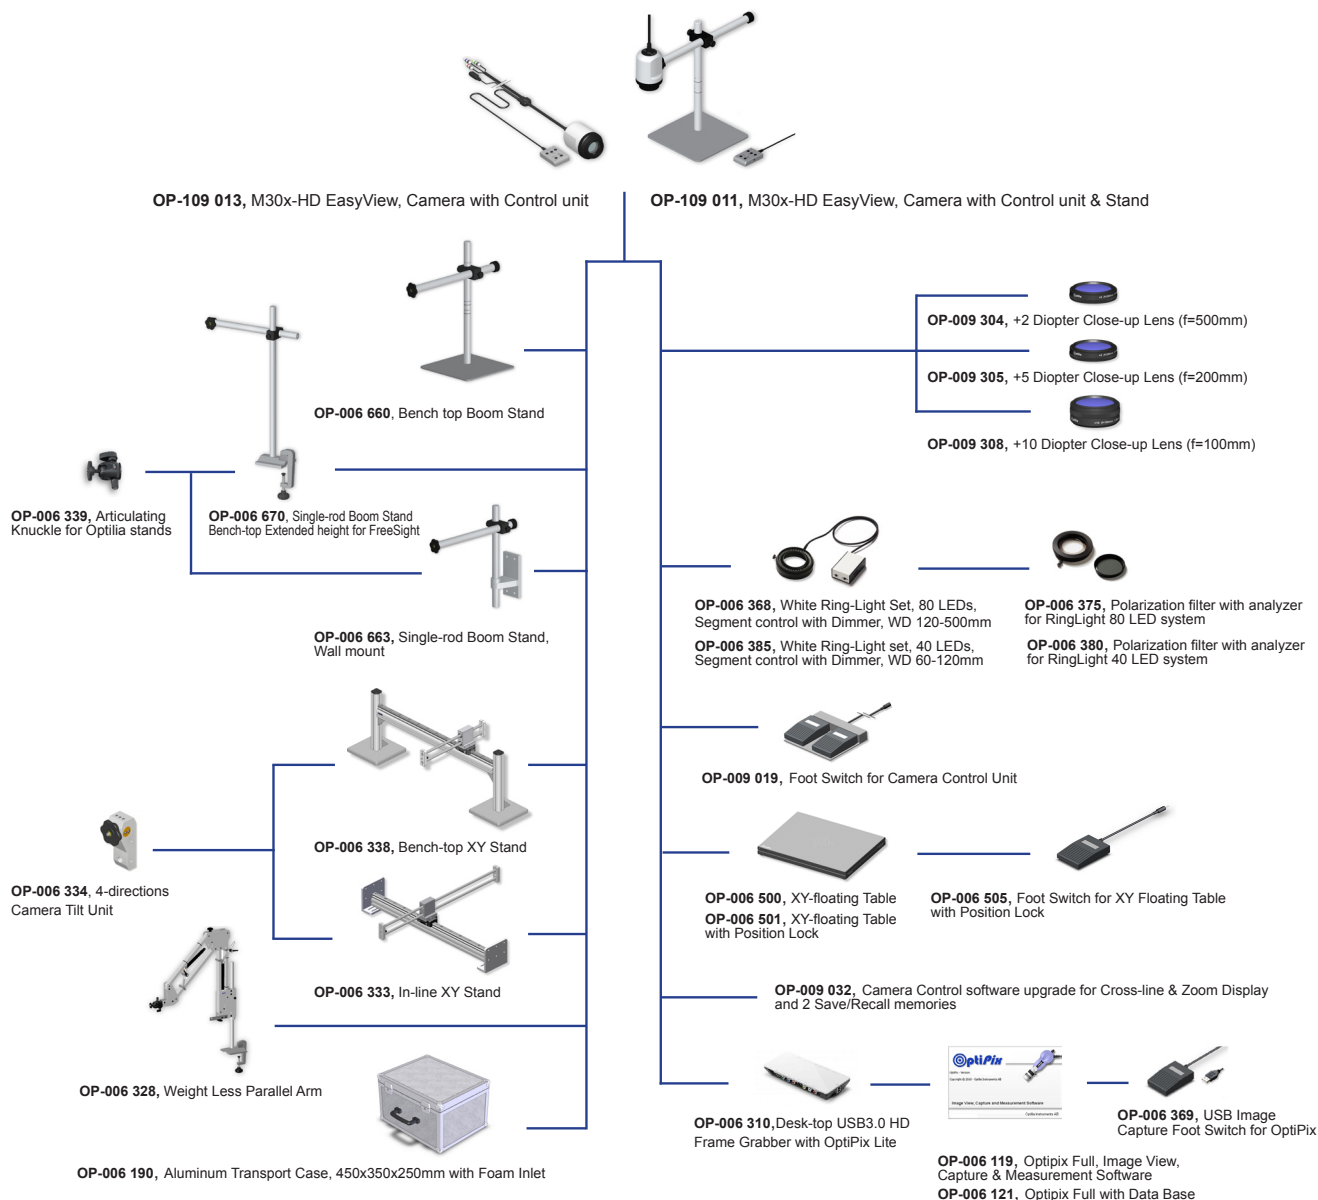 OP-109 013, M30x-HD EasyView, Camera with Control unit
OP-109 011, M30x-HD EasyView, Camera with Control unit & Stand
OP-006 660, Bench top Boom Stand
OP-009 304, +2 Diopter Close-up Lens (f=500mm)
OP-009 305, +5 Diopter Close-up Lens (f=200mm)
OP-009 308, +10 Diopter Close-up Lens (f=100mm)
OP-006 339, Articulating
Knuckle for Optilia stands
OP-006 670, Single-rod Boom Stand
Bench-top Extended height for FreeSight
OP-006 663, Single-rod Boom Stand,
Wall mount
OP-006 368, White Ring-Light Set, 80 LEDs,
Segment control with Dimmer, WD 120-500mm
OP-006 385, White Ring-Light set, 40 LEDs,
Segment control with Dimmer, WD 60-120mm
OP-006 375, Polarization filter with analyzer
for RingLight 80 LED system
OP-006 380, Polarization filter with analyzer
for RingLight 40 LED system
OP-009 019, Foot Switch for Camera Control Unit
OP-006 338, Bench-top XY Stand
OP-006 334, 4-directions
Camera Tilt Unit
OP-006 333, In-line XY Stand
OP-006 500, XY-floating Table
OP-006 501, XY-floating Table
with Position Lock
OP-006 505, Foot Switch for XY Floating Table
with Position Lock
OP-009 032, Camera Control software upgrade for Cross-line & Zoom Display
and 2 Save/Recall memories
OP-006 328, Weight Less Parallel Arm
OP-006 190, Aluminum Transport Case, 450x350x250mm with Foam Inlet
OP-006 310,Desk-top USB3.0 HD
Frame Grabber with OptiPix Lite
OptiPix
Image View, Capture and Measurement Software
Optilia Instruments AB
OP-006 369, USB Image
Capture Foot Switch for OptiPix
OP-006 119, Optipix Full, Image View,
Capture & Measurement Software
OP-006 121, Optipix Full with Data Base